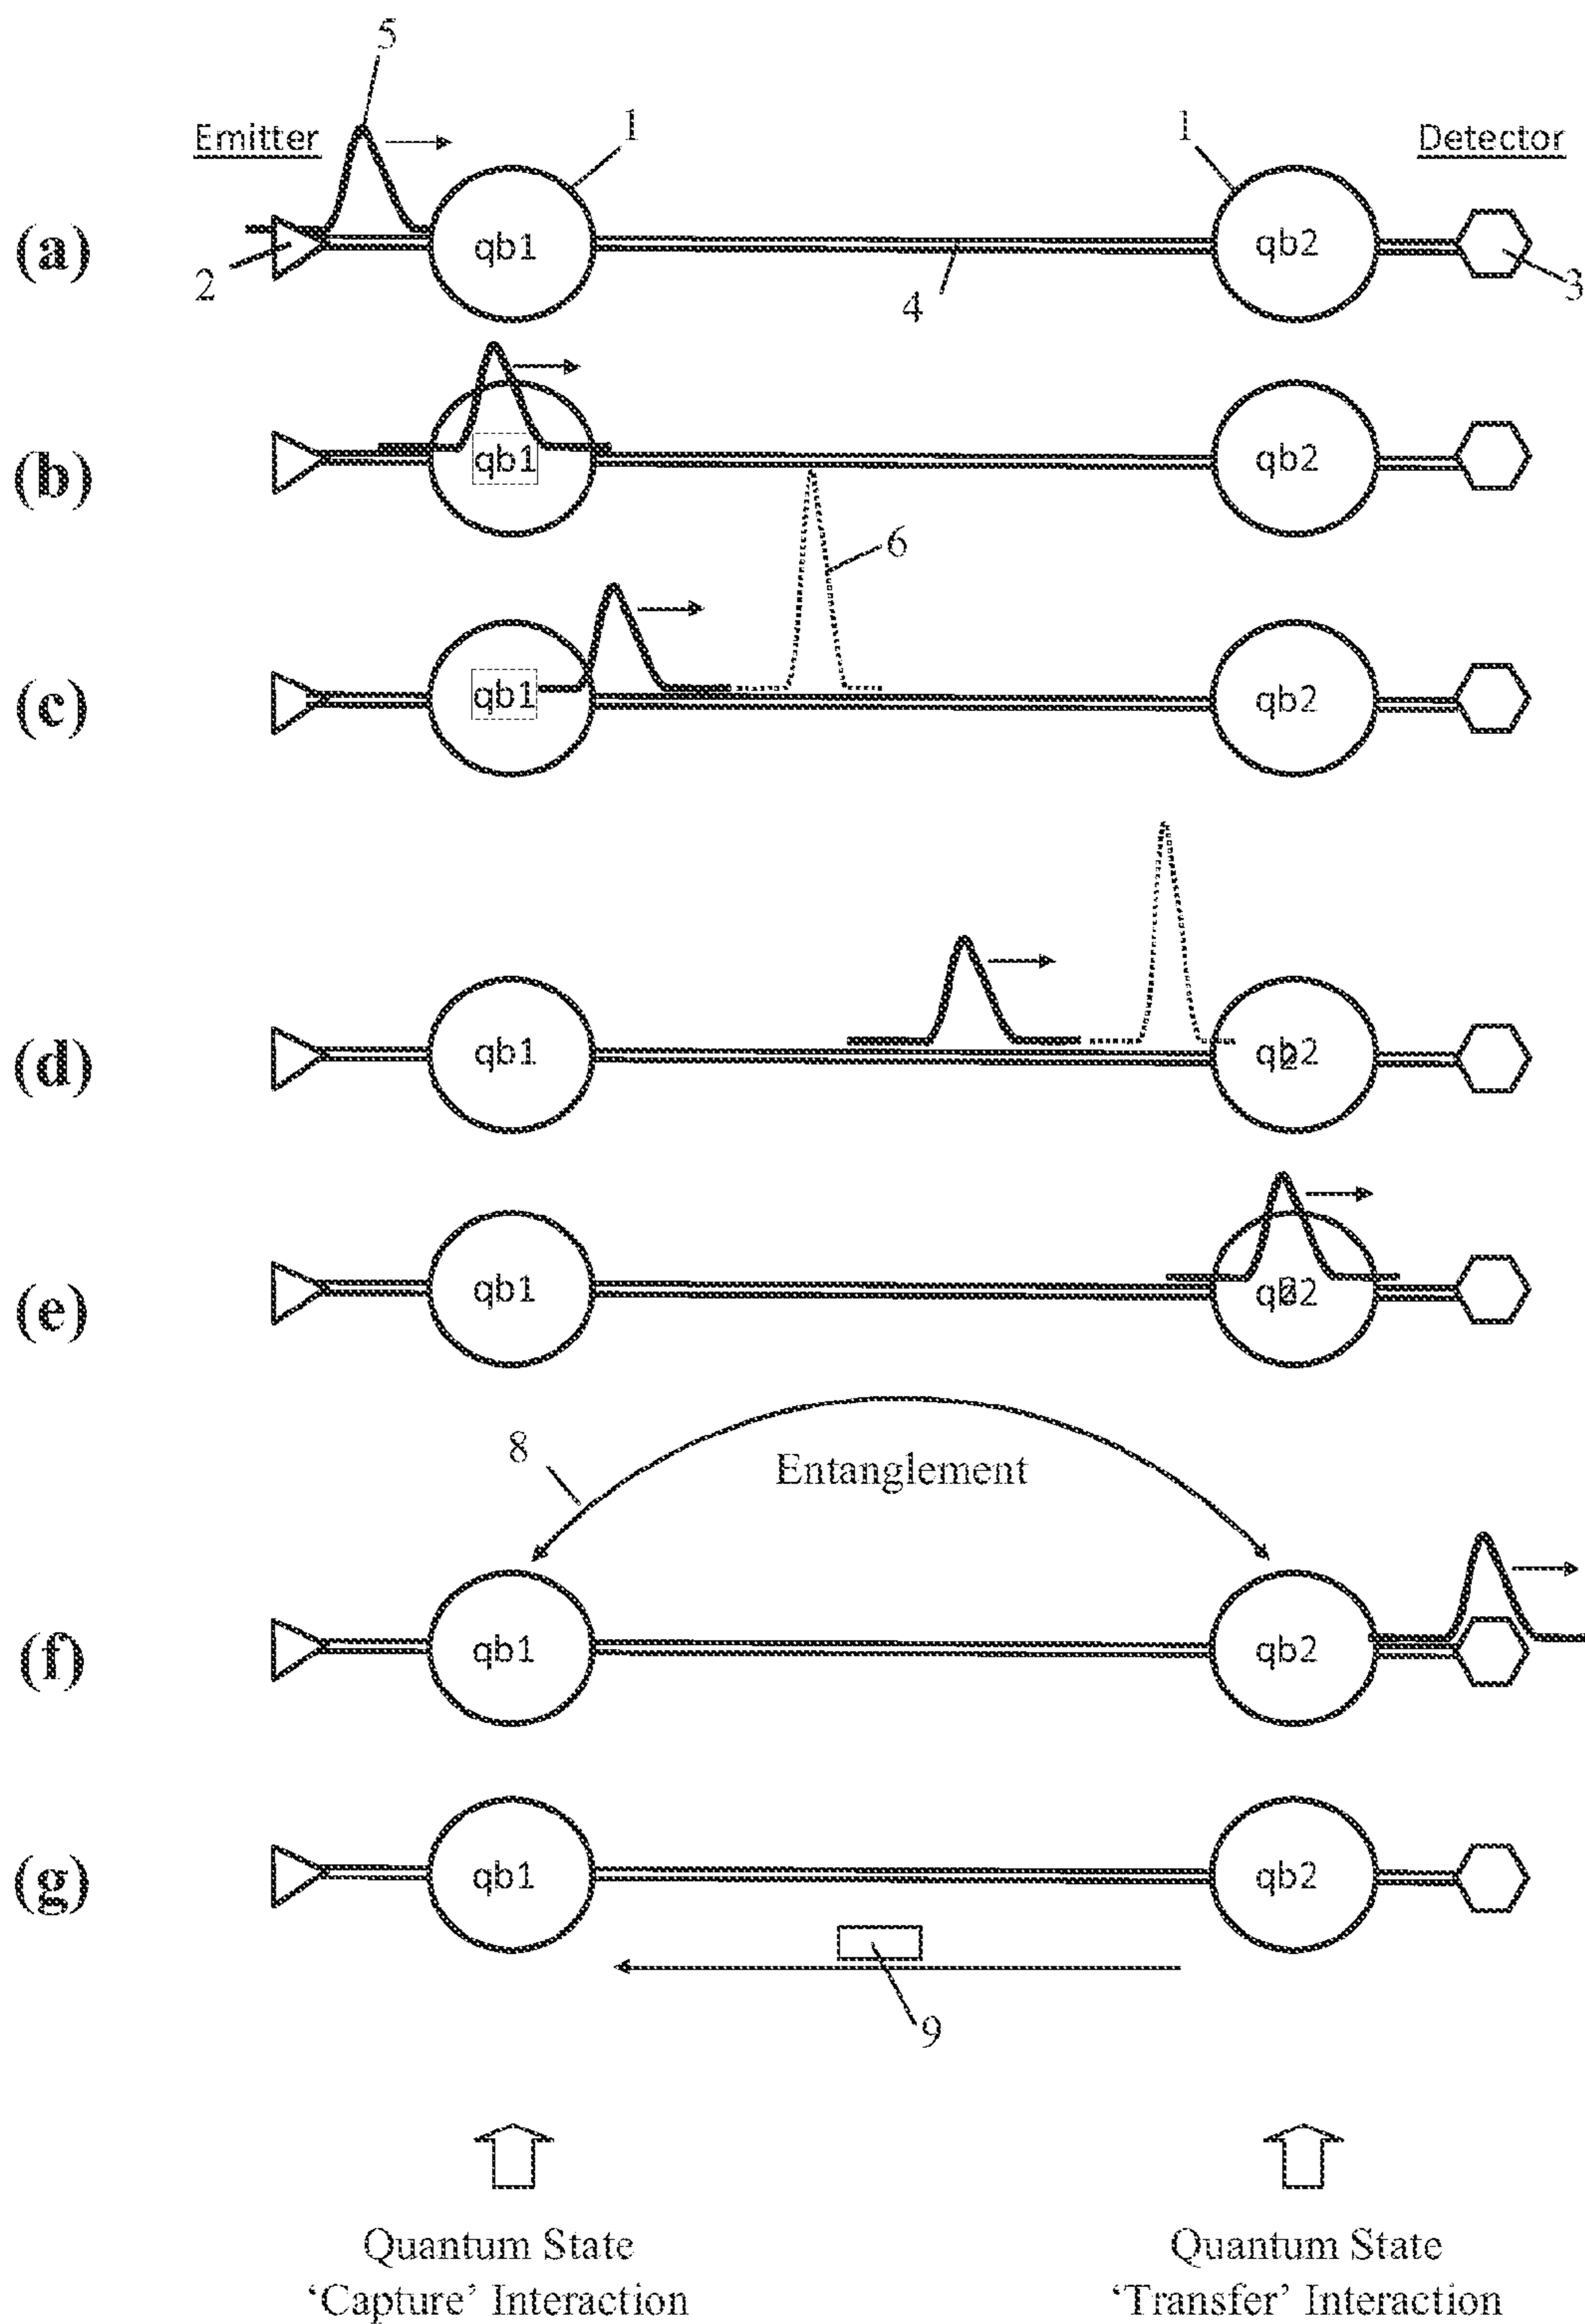 5
Emitter
1
1
Detector
(a)
qb1
qb2
2
4
3
(b)
qb1
qb2
6
(c)
qb1
qb2
(d)
qb1
qb2
(e)
qb1
8
Entanglement
(f)
qb1
qb2
(g)
qb1
qb2
9
Quantum State
'Capture' Interaction
Quantum State
'Transfer' Interaction